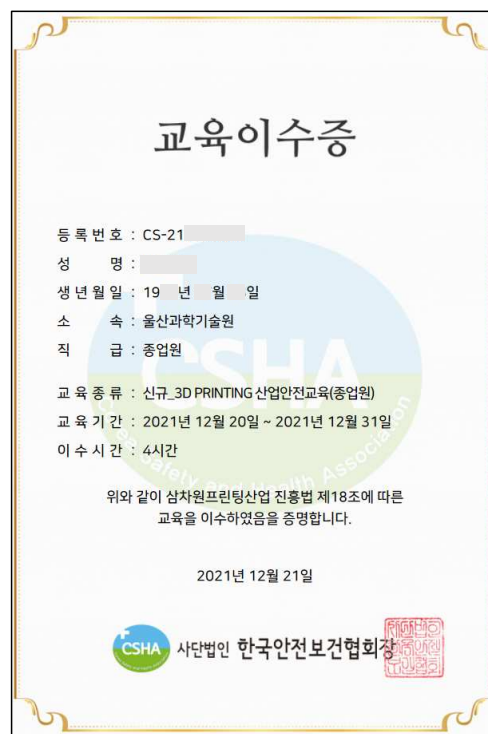 교육이수증
등록번호 : CS-21
성 명 :
생년월일 : 19 년 월 일
소 속 : 울산과학기술원
직 급 : 종업원
교육종류 : 신규_3D PRINTING 산업안전교육(종업원)
교육기간 : 2021년 12월 20일 ~ 2021년 12월 31일
이수시간 : 4시간
CSHA
Safety and Health Association
위와 같이 삼차원프린팅산업 진흥법 제18조에 따른
교육을 이수하였음을 증명합니다.
2021년 12월 21일
CSHA 사단법인 한국안전보건협회장